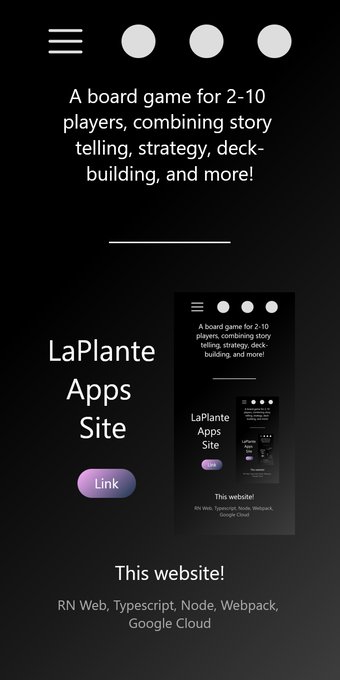 A board game for 2-10
players, combining story
telling, strategy, deck-
building, and more!
LaPlante
Apps
Site
Link
A board game for 2-10
players, combining story
telling, strategy, deck-
building, and more!
LaPlante
Apps
Site
Link
This website!
RN Web, Typescript, Node, Webpack,
Google Cloud
This website!
RN Web, Typescript, Node, Webpack,
Google Cloud